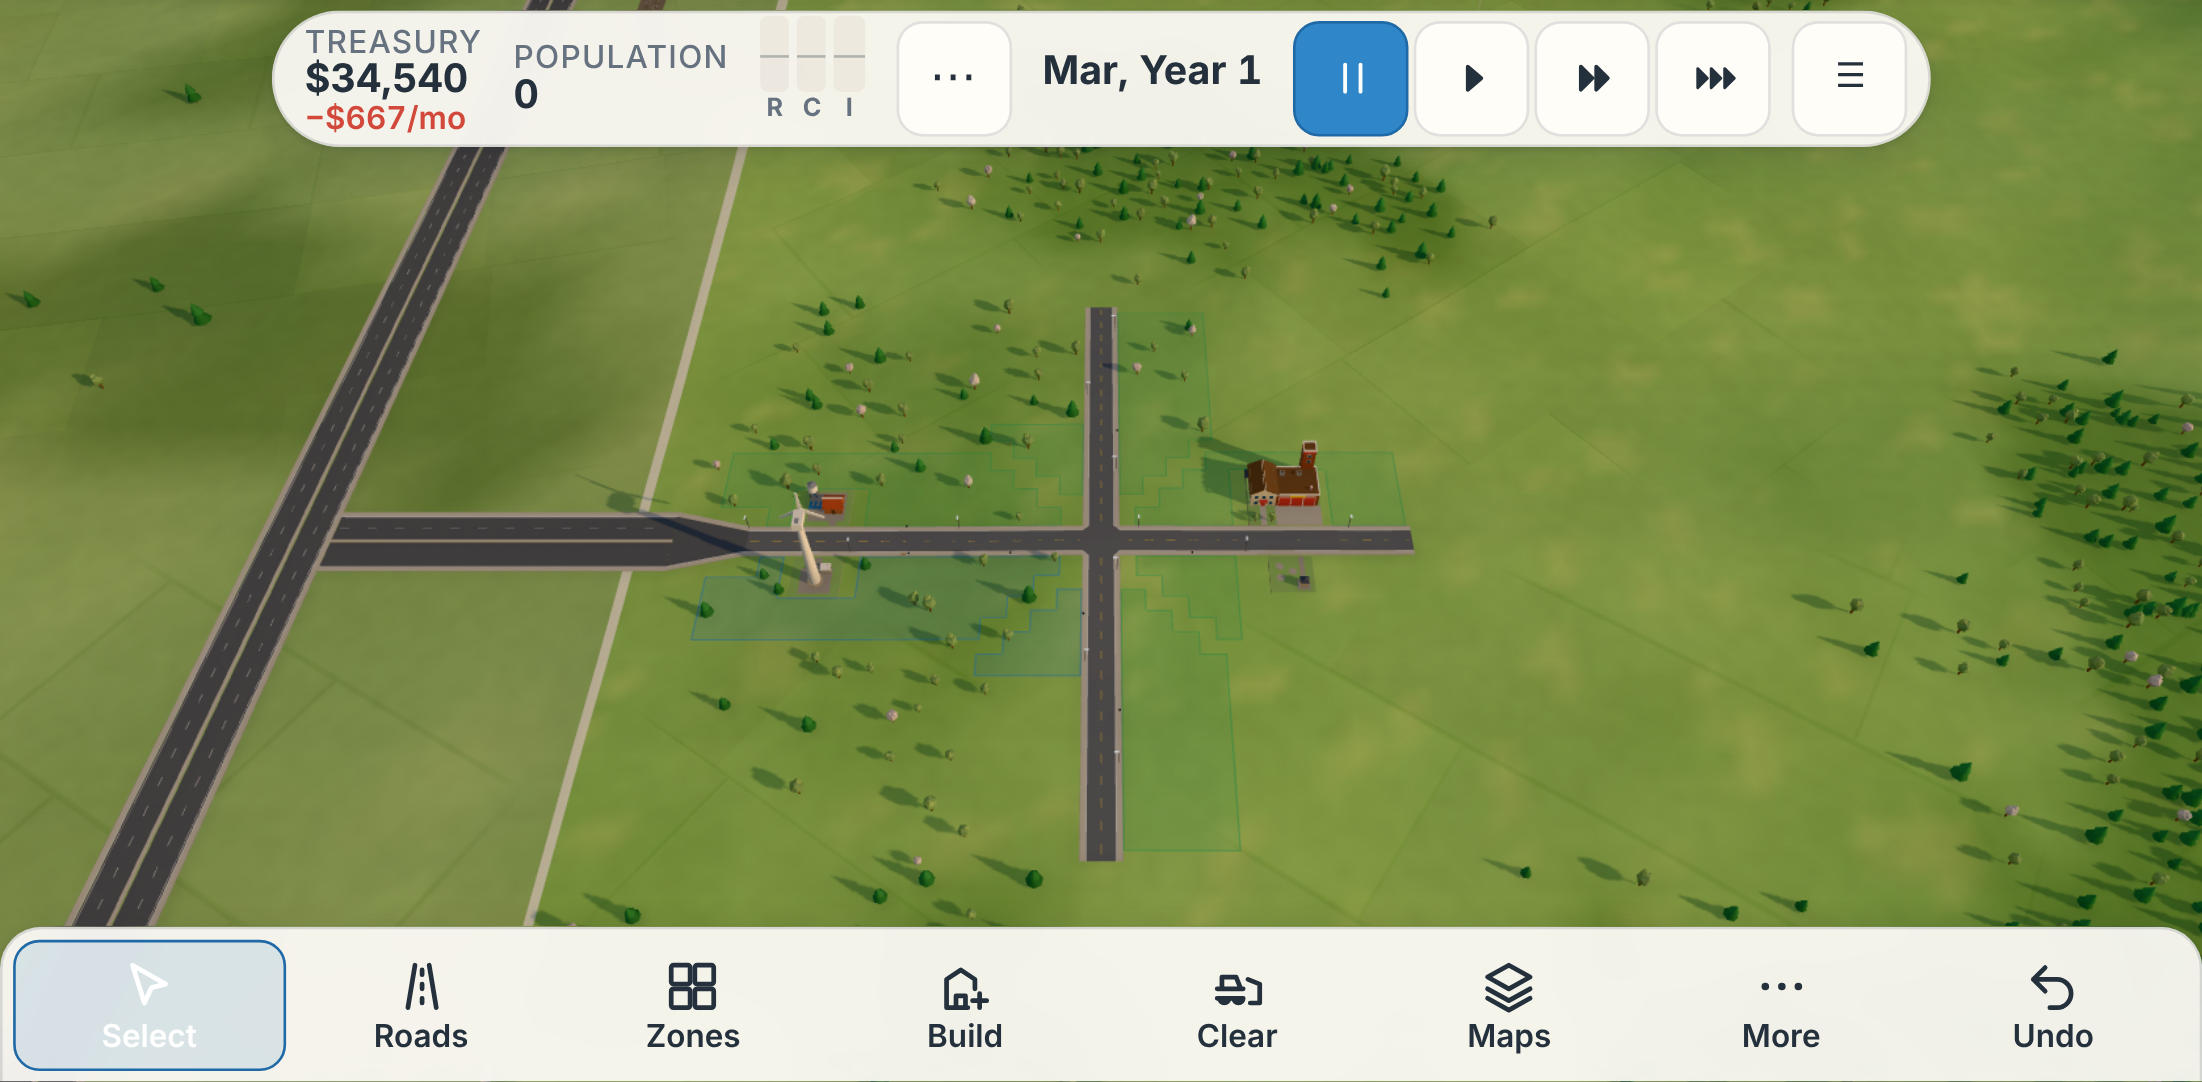 TREASURY
$34,540
−$667/mo
POPULATION
0
R C I
Mar, Year 1
Select
Roads
Zones
Build
Clear
Maps
More
Undo